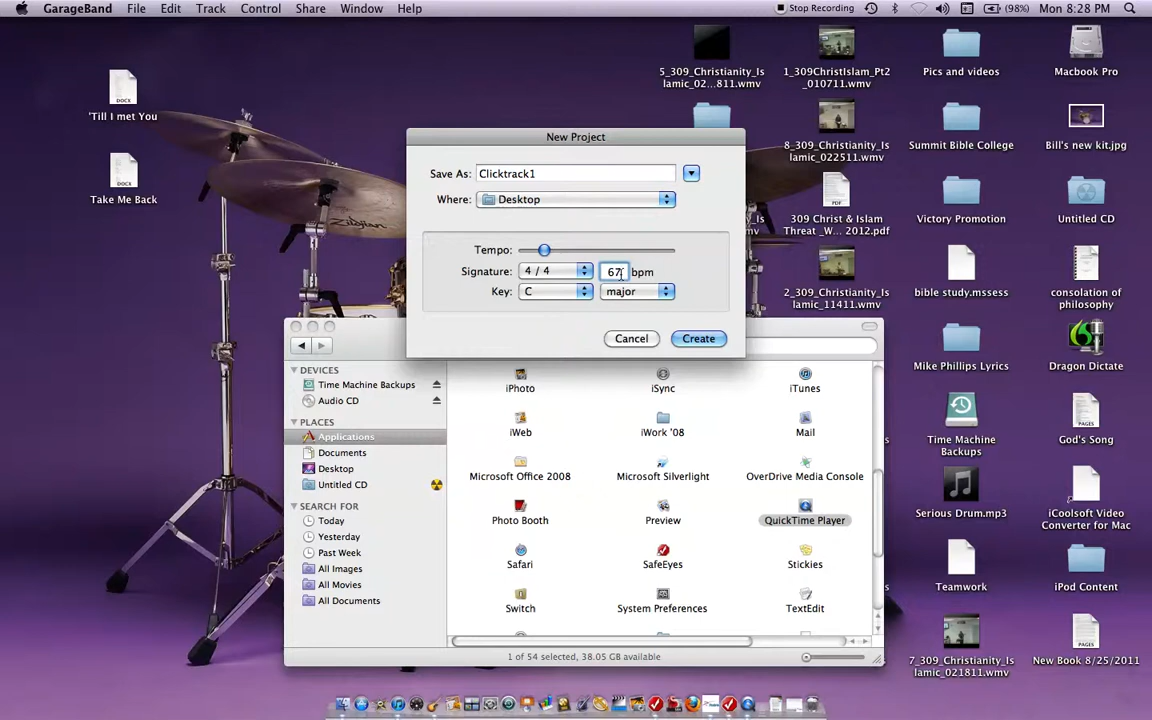 GarageBand File Edit Track Control Share Window Help
Stop Recording (98%) Mon 8:28 PM
'Till I met You
Take Me Back
5_309_Christianity_Is
lamic_02...811.wmv
1_309ChristIslam_Pt2
_010711.wmv
Pics and videos
Macbook Pro
8_309_Christianity_Is
lamic_022511.wmv
Summit Bible College
Bill's new kit.jpg
309 Christ & Islam
Threat _W... 2012.pdf
Victory Promotion
Untitled CD
2_309_Christianity_Is
lamic_11411.wmv
bible study.mssess
consolation of
philosophy
Mike Phillips Lyrics
Dragon Dictate
Time Machine
Backups
God's Song
Serious Drum.mp3
iCoolsoft Video
Converter for Mac
Teamwork
iPod Content
7_309_Christianity_Is
lamic_021811.wmv
New Book 8/25/2011
New Project
Save As: Clicktrack1
Where: Desktop
Tempo:
Signature: 4 / 4 67 bpm
Key: C major
Cancel Create
DEVICES
Time Machine Backups
Audio CD
PLACES
Applications
Documents
Desktop
Untitled CD
SEARCH FOR
Today
Yesterday
Past Week
All Images
All Movies
All Documents
iPhoto iSync iTunes
iWeb iWork '08 Mail
Microsoft Office 2008 Microsoft Silverlight OverDrive Media Console
Photo Booth Preview QuickTime Player
Safari SafeEyes Stickies
Switch System Preferences TextEdit
1 of 54 selected, 38.05 GB available